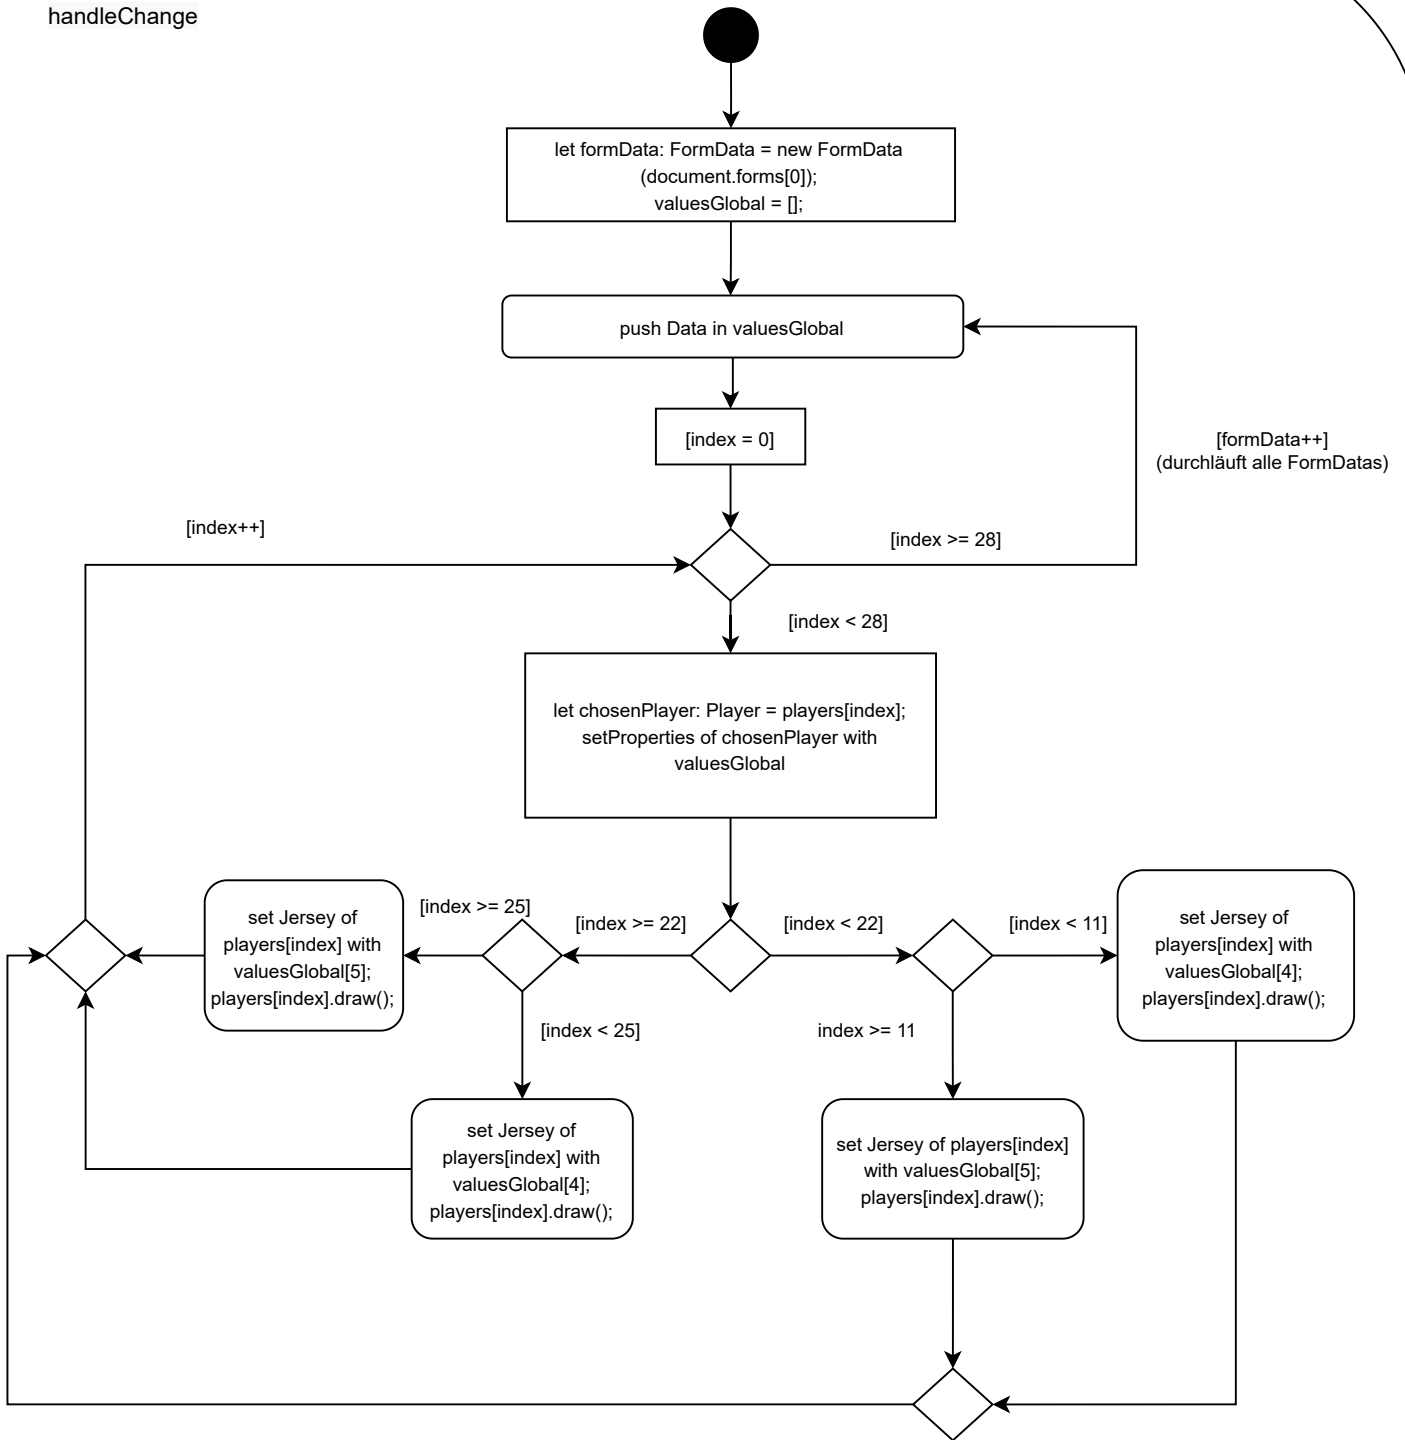 handleChange
let formData: FormData = new FormData
(document.forms[0]);
valuesGlobal = [];
push Data in valuesGlobal
[index = 0]
[formData++]
(durchläuft alle FormDatas)
[index++]
[index >= 28]
[index < 28]
let chosenPlayer: Player = players[index];
setProperties of chosenPlayer with
valuesGlobal
set Jersey of
players[index] with
valuesGlobal[5];
players[index].draw();
[index >= 25]
[index >= 22]
[index < 22]
[index < 11]
set Jersey of
players[index] with
valuesGlobal[4];
players[index].draw();
[index < 25]
index >= 11
set Jersey of
players[index] with
valuesGlobal[4];
players[index].draw();
set Jersey of players[index]
with valuesGlobal[5];
players[index].draw();